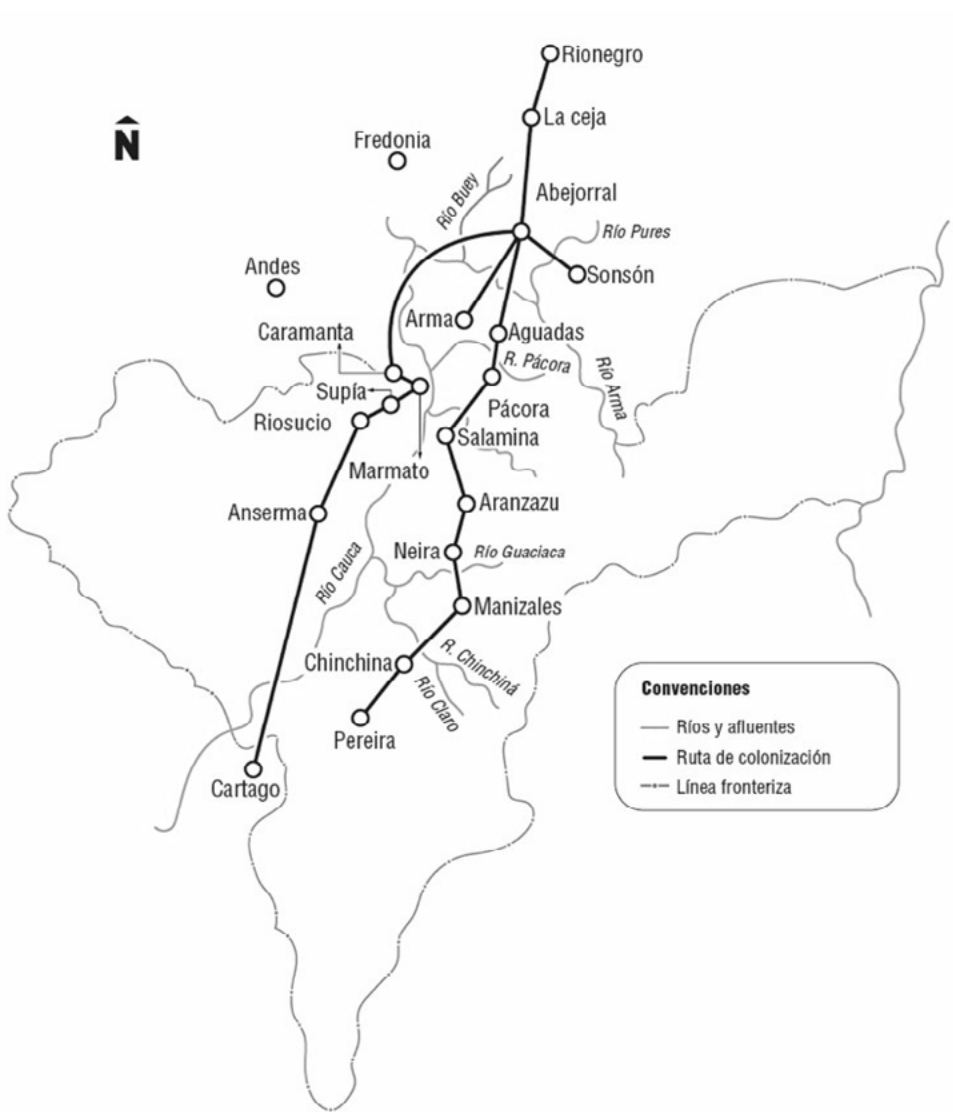 Rionegro
La ceja
N
Fredonia
Río Buey
Abejorral
Río Pures
Andes
Sonsón
Arma
Caramanta
Aguadas
R. Pácora
Río Arma
Supía
Pácora
Riosucio
Salamina
Marmato
Aranzazu
Anserma
Neira
Río Guaciaca
Río Cauca
Manizales
Chinchina
R. Chinchiná
Río Claro
Pereira
Cartago
Convenciones
Ríos y afluentes
Ruta de colonización
Línea fronteriza